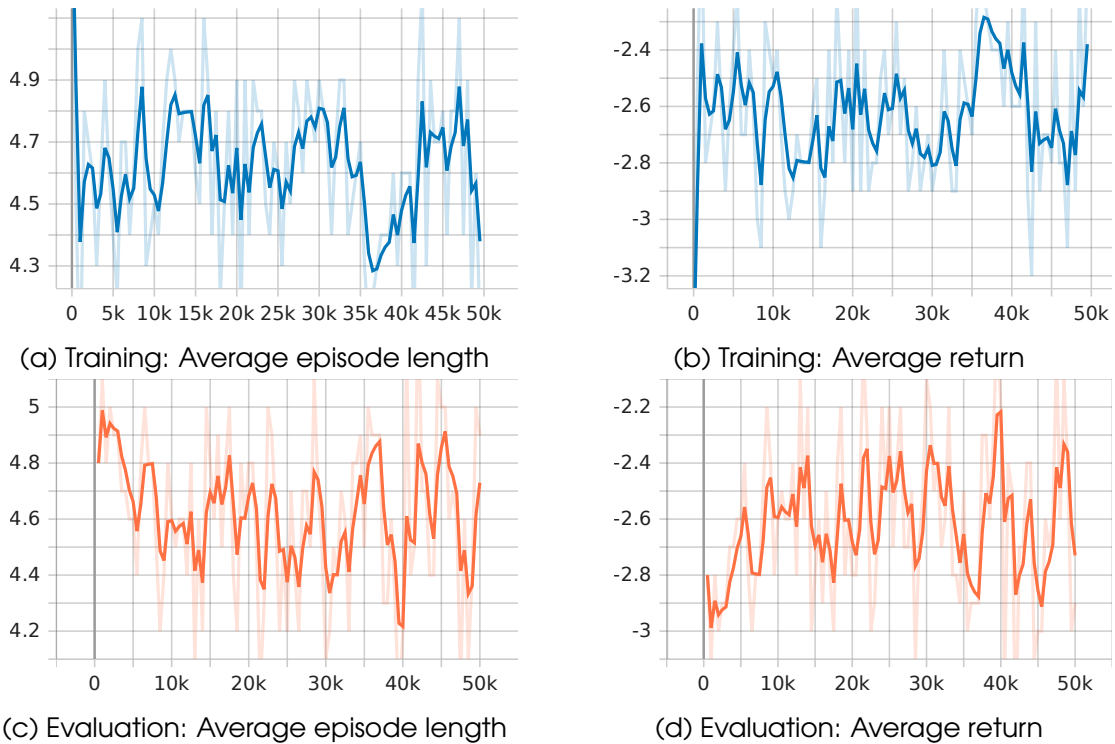 4.9
4.7
4.5
4.3
0 5k 10k 15k 20k 25k 30k 35k 40k 45k 50k
(a) Training: Average episode length
-2.4
-2.6
-2.8
-3
-3.2
0 10k 20k 30k 40k 50k
(b) Training: Average return
5
4.8
4.6
4.4
4.2
0 10k 20k 30k 40k 50k
(c) Evaluation: Average episode length
-2.2
-2.4
-2.6
-2.8
-3
0 10k 20k 30k 40k 50k
(d) Evaluation: Average return